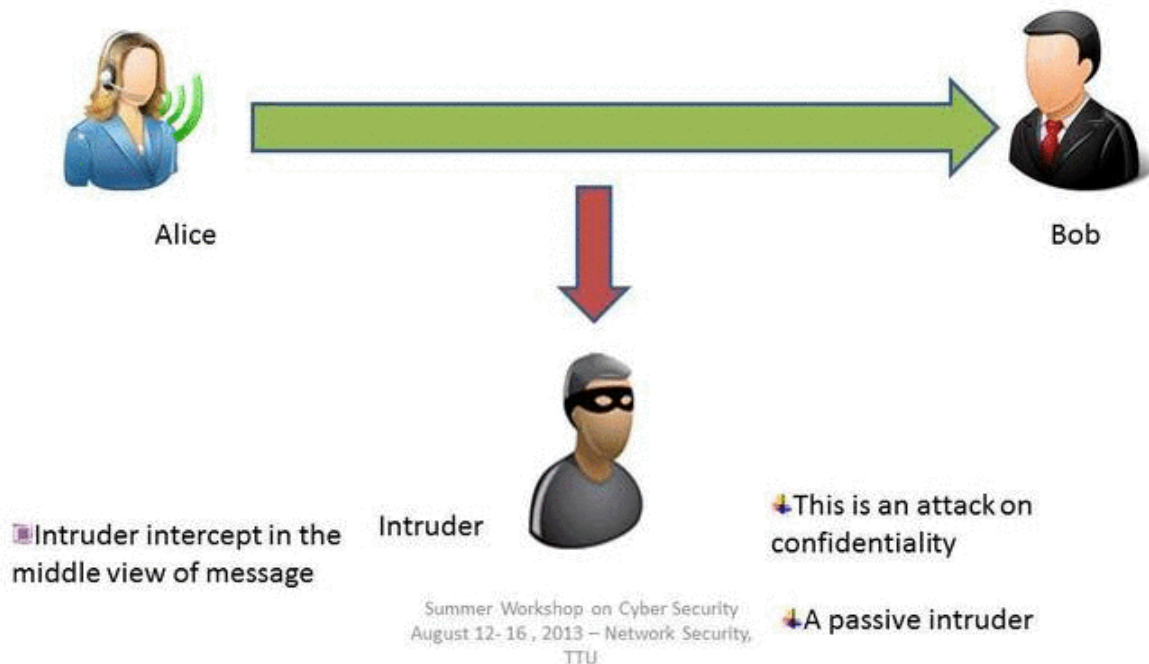 Alice
Bob
Intruder intercept in the
middle view of message
Intruder
This is an attack on
confidentiality
A passive intruder
Summer Workshop on Cyber Security
August 12- 16 , 2013 – Network Security,
TTU